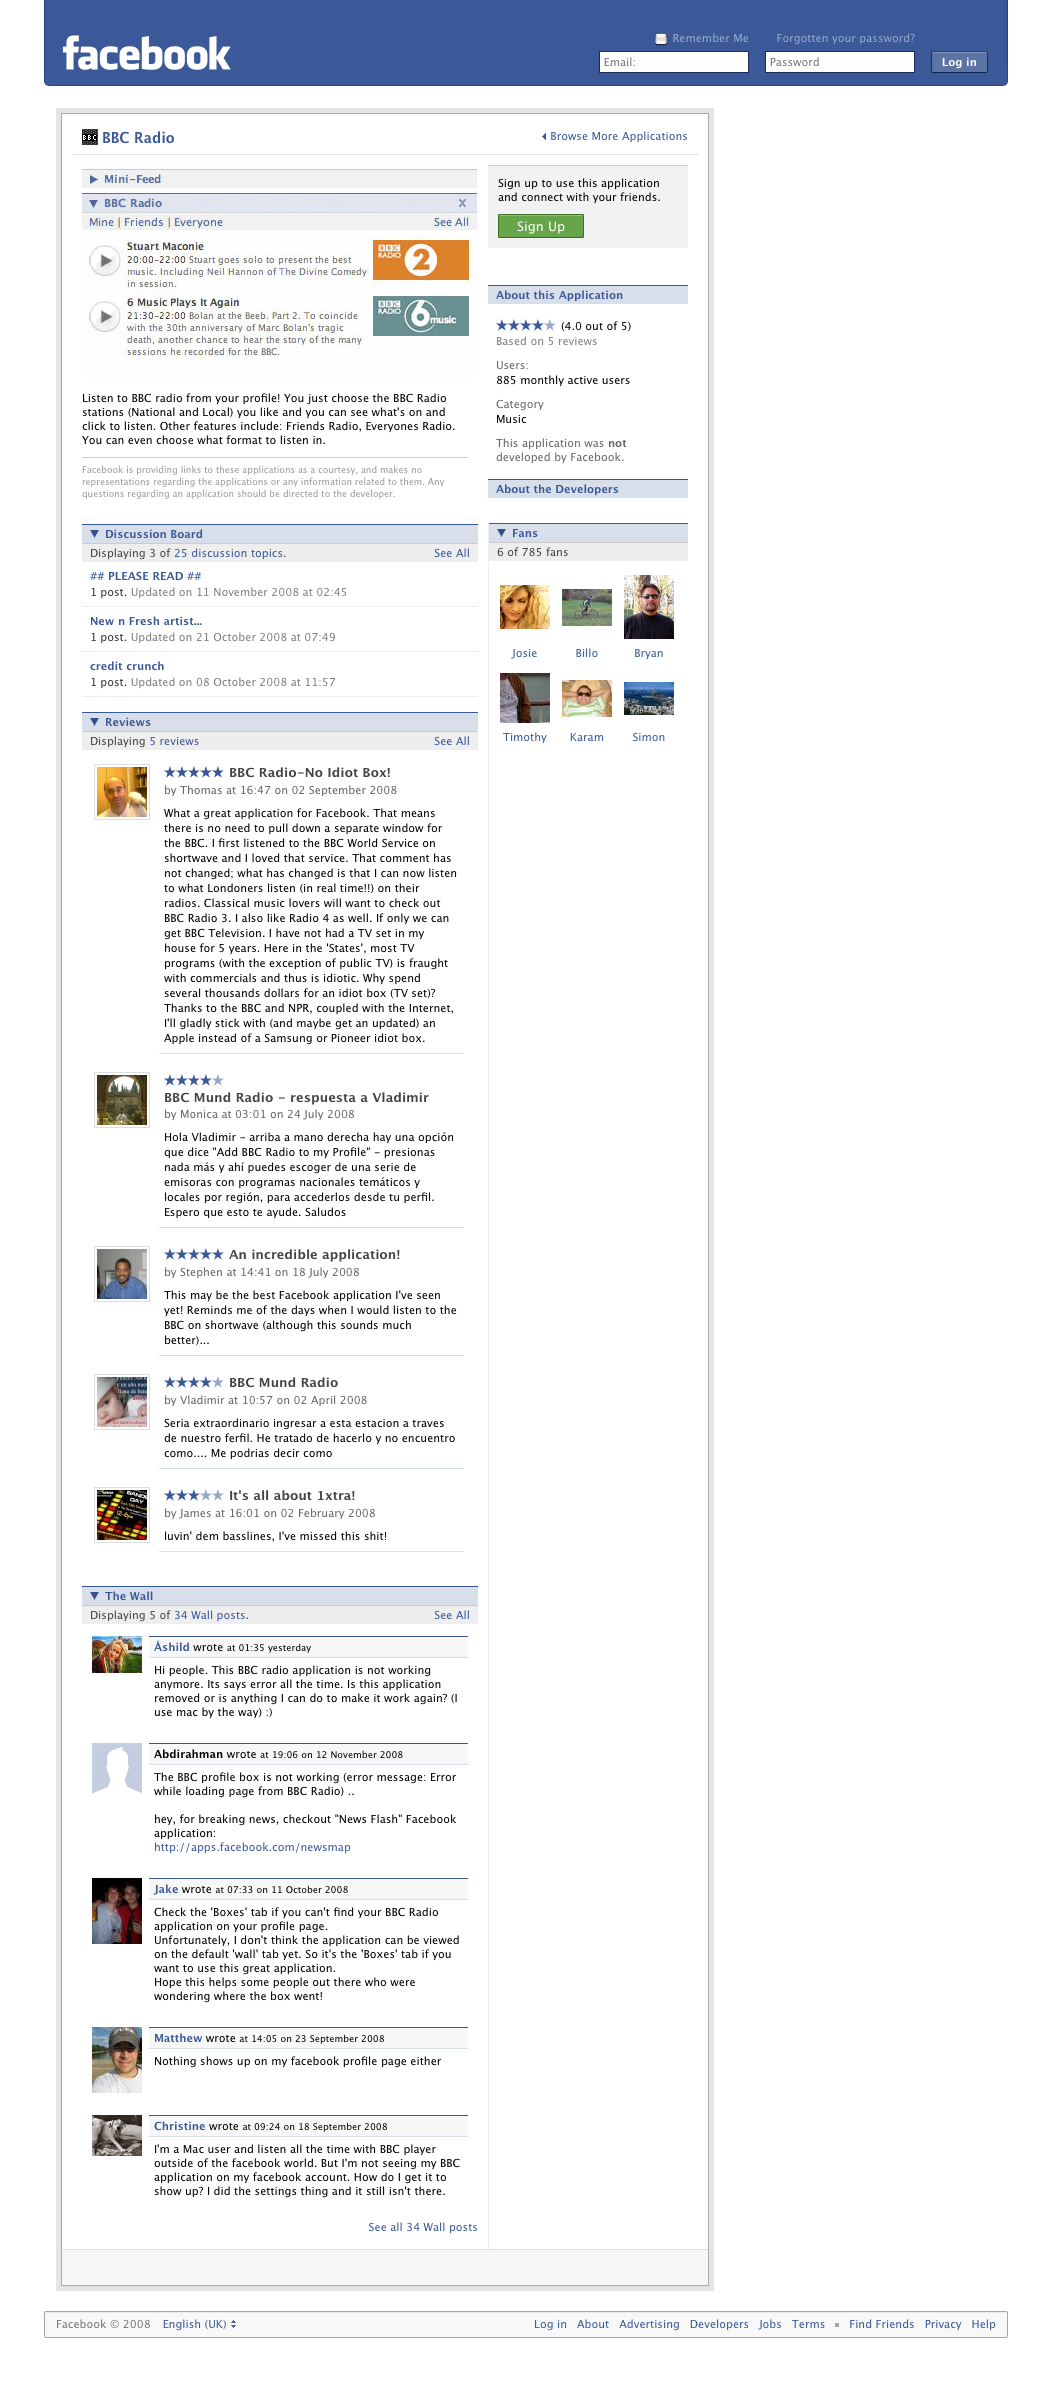 facebook
Remember Me
Forgotten your password?
Email:
Password
Log in
BBC Radio
Browse More Applications
Mini-Feed
BBC Radio
X
Mine | Friends | Everyone
See All
Stuart Maconie
20:00-22:00 Stuart goes solo to present the best
music. Including Neil Hannon of The Divine Comedy
in session.
BBC RADIO 2
6 Music Plays It Again
21:30-22:00 Bolan at the Beeb. Part 2. To coincide
with the 30th anniversary of Marc Bolan's tragic
death, another chance to hear the story of the many
sessions he recorded for the BBC.
BBC RADIO 6music
Listen to BBC radio from your profile! You just choose the BBC Radio
stations (National and Local) you like and you can see what's on and
click to listen. Other features include: Friends Radio, Everyones Radio.
You can even choose what format to listen in.
Facebook is providing links to these applications as a courtesy, and makes no
representations regarding the applications or any information related to them. Any
questions regarding an application should be directed to the developer.
Sign up to use this application
and connect with your friends.
Sign Up
About this Application
(4.0 out of 5)
Based on 5 reviews
Users:
885 monthly active users
Category
Music
This application was not
developed by Facebook.
About the Developers
Discussion Board
Displaying 3 of 25 discussion topics.
See All
## PLEASE READ ##
1 post. Updated on 11 November 2008 at 02:45
New n Fresh artist...
1 post. Updated on 21 October 2008 at 07:49
credit crunch
1 post. Updated on 08 October 2008 at 11:57
Fans
6 of 785 fans
Josie
Billo
Bryan
Timothy
Karam
Simon
Reviews
Displaying 5 reviews
See All
BBC Radio-No Idiot Box!
by Thomas at 16:47 on 02 September 2008
What a great application for Facebook. That means
there is no need to pull down a separate window for
the BBC. I first listened to the BBC World Service on
shortwave and I loved that service. That comment has
not changed; what has changed is that I can now listen
to what Londoners listen (in real time!!) on their
radios. Classical music lovers will want to check out
BBC Radio 3. I also like Radio 4 as well. If only we can
get BBC Television. I have not had a TV set in my
house for 5 years. Here in the 'States', most TV
programs (with the exception of public TV) is fraught
with commercials and thus is idiotic. Why spend
several thousands dollars for an idiot box (TV set)?
Thanks to the BBC and NPR, coupled with the Internet,
I'll gladly stick with (and maybe get an updated) an
Apple instead of a Samsung or Pioneer idiot box.
BBC Mund Radio - respuesta a Vladimir
by Monica at 03:01 on 24 July 2008
Hola Vladimir - arriba a mano derecha hay una opción
que dice "Add BBC Radio to my Profile" - presionas
nada más y ahí puedes escoger de una serie de
emisoras con programas nacionales temáticos y
locales por región, para accederlos desde tu perfil.
Espero que esto te ayude. Saludos
An incredible application!
by Stephen at 14:41 on 18 July 2008
This may be the best Facebook application I've seen
yet! Reminds me of the days when I would listen to the
BBC on shortwave (although this sounds much
better)...
BBC Mund Radio
by Vladimir at 10:57 on 02 April 2008
Seria extraordinario ingresar a esta estacion a traves
de nuestro ferfil. He tratado de hacerlo y no encuentro
como.... Me podrias decir como
It's all about 1xtra!
by James at 16:01 on 02 February 2008
luvin' dem basslines, I've missed this shit!
The Wall
Displaying 5 of 34 Wall posts.
See All
Åshild wrote at 01:35 yesterday
Hi people. This BBC radio application is not working
anymore. Its says error all the time. Is this application
removed or is anything I can do to make it work again? (I
use mac by the way) :)
Abdirahman wrote at 19:06 on 12 November 2008
The BBC profile box is not working (error message: Error
while loading page from BBC Radio) ..
hey, for breaking news, checkout "News Flash" Facebook
application:
http://apps.facebook.com/newsmap
Jake wrote at 07:33 on 11 October 2008
Check the 'Boxes' tab if you can't find your BBC Radio
application on your profile page.
Unfortunately, I don't think the application can be viewed
on the default 'wall' tab yet. So it's the 'Boxes' tab if you
want to use this great application.
Hope this helps some people out there who were
wondering where the box went!
Matthew wrote at 14:05 on 23 September 2008
Nothing shows up on my facebook profile page either
Christine wrote at 09:24 on 18 September 2008
I'm a Mac user and listen all the time with BBC player
outside of the facebook world. But I'm not seeing my BBC
application on my facebook account. How do I get it to
show up? I did the settings thing and it still isn't there.
See all 34 Wall posts
Facebook © 2008 English (UK)
Log in About Advertising Developers Jobs Terms ▪ Find Friends Privacy Help